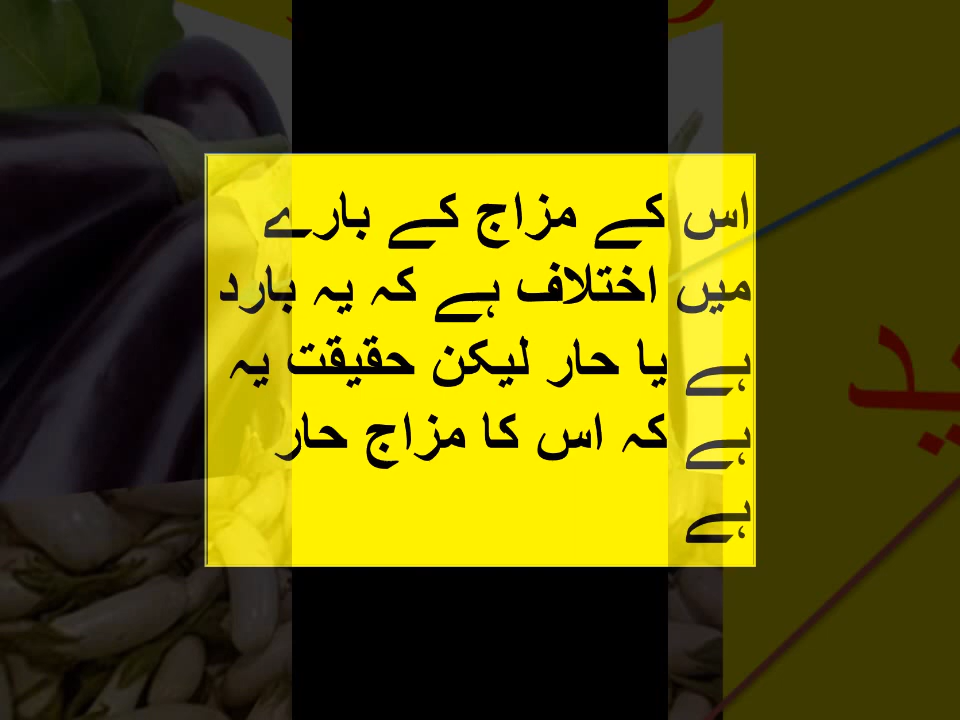 اس کے مزاج کے بارے
میں اختلاف ہے کہ یہ بارد
ہے یا حار لیکن حقیقت یہ
ہے کہ اس کا مزاج حار
ہے